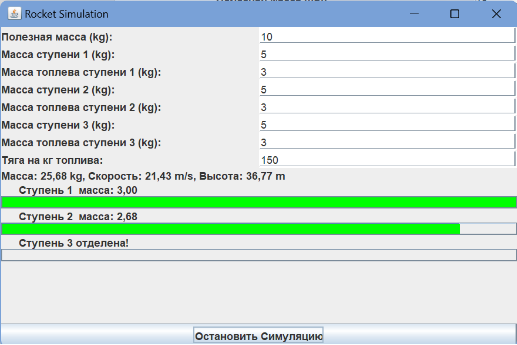 Rocket Simulation
Полезная масса (kg): 10
Масса ступени 1 (kg): 5
Масса топлева ступени 1 (kg): 3
Масса ступени 2 (kg): 5
Масса топлева ступени 2 (kg): 3
Масса ступени 3 (kg): 5
Масса топлева ступени 3 (kg): 3
Тяга на кг топлива: 150
Масса: 25,68 kg, Скорость: 21,43 m/s, Высота: 36,77 m
Ступень 1 масса: 3,00
Ступень 2 масса: 2,68
Ступень 3 отделена!
Остановить Симуляцию